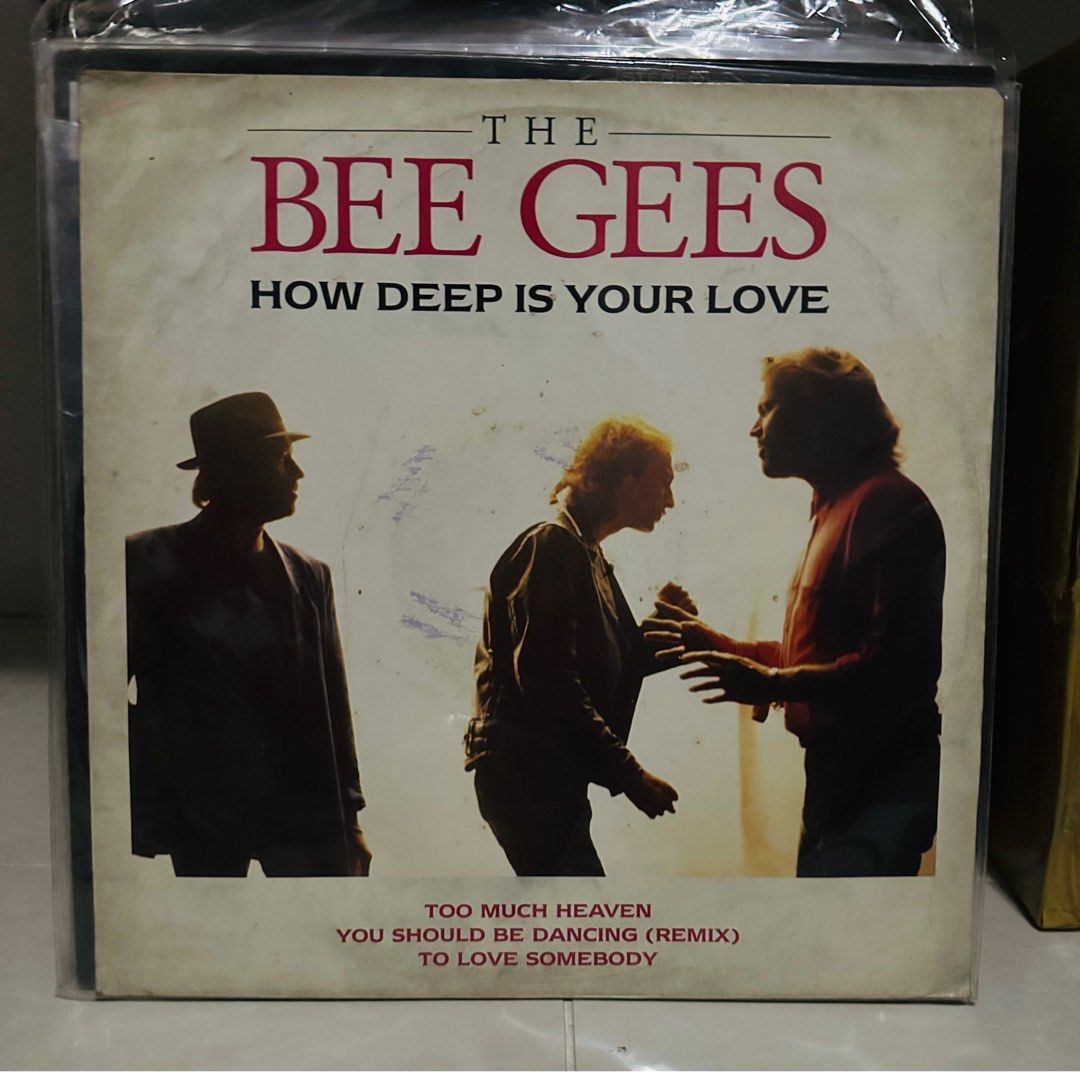 THE
BEE GEES
HOW DEEP IS YOUR LOVE
TOO MUCH HEAVEN
YOU SHOULD BE DANCING (REMIX)
TO LOVE SOMEBODY